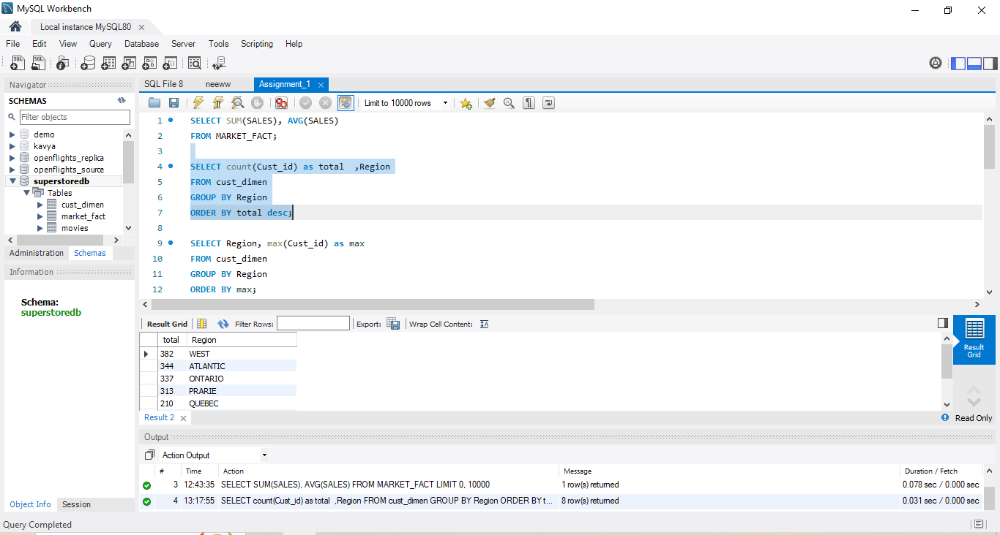 MySQL Workbench
Local instance MySQL80
File Edit View Query Database Server Tools Scripting Help
Navigator
SCHEMAS
Filter objects
demo
kavya
openflights_replica
openflights_source
superstoredb
Tables
cust_dimen
market_fact
movies
Administration Schemas
Information
Schema:
superstoredb
Object Info Session
SQL File 8 neeww Assignment_1
Limit to 10000 rows
1 SELECT SUM(SALES), AVG(SALES)
2 FROM MARKET_FACT;
3
4 SELECT count(Cust_id) as total ,Region
5 FROM cust_dimen
6 GROUP BY Region
7 ORDER BY total desc;
8
9 SELECT Region, max(Cust_id) as max
10 FROM cust_dimen
11 GROUP BY Region
12 ORDER BY max;
Result Grid Filter Rows: Export: Wrap Cell Content:
total Region
382 WEST
344 ATLANTIC
337 ONTARIO
313 PRARIE
210 QUEBEC
Result Grid
Result 2 Read Only
Output
Action Output
# Time Action Message Duration / Fetch
3 12:43:35 SELECT SUM(SALES), AVG(SALES) FROM MARKET_FACT LIMIT 0, 10000 1 row(s) returned 0.078 sec / 0.000 sec
4 13:17:55 SELECT count(Cust_id) as total ,Region FROM cust_dimen GROUP BY Region ORDER BY t... 8 row(s) returned 0.031 sec / 0.000 sec
Query Completed